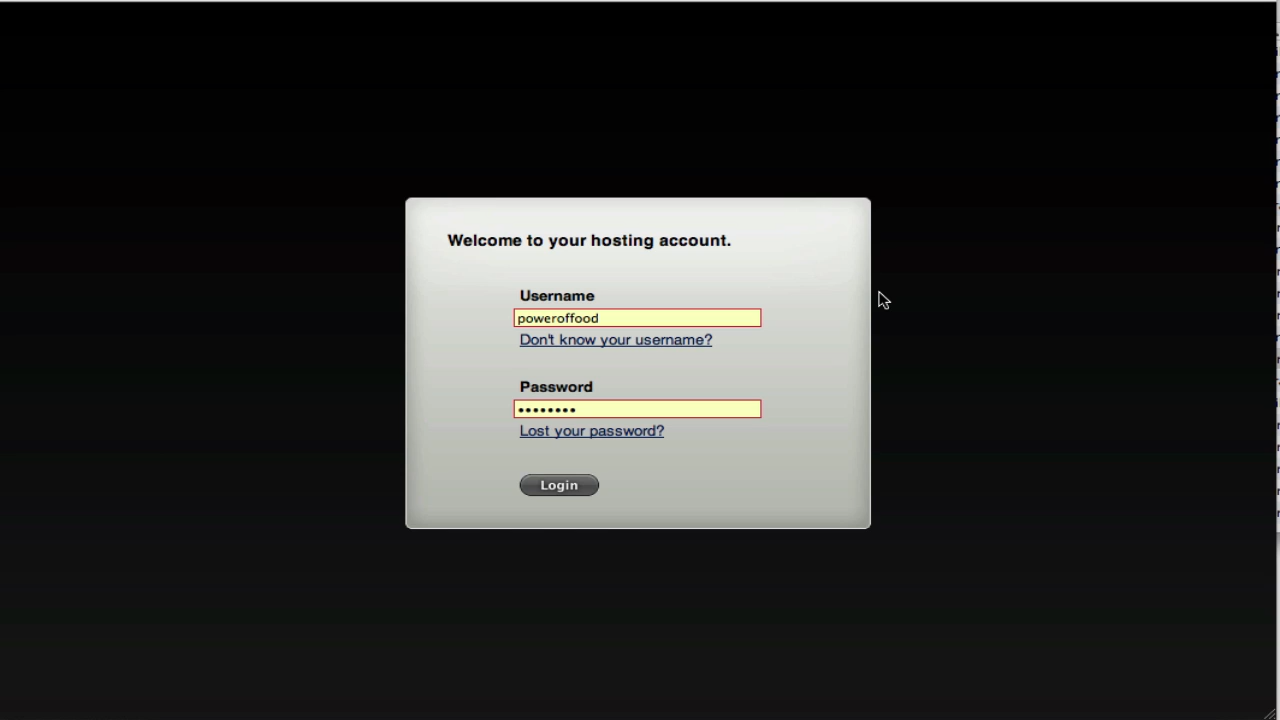 Welcome to your hosting account.
Username
poweroffood
Don't know your username?
Password
••••••••
Lost your password?
Login